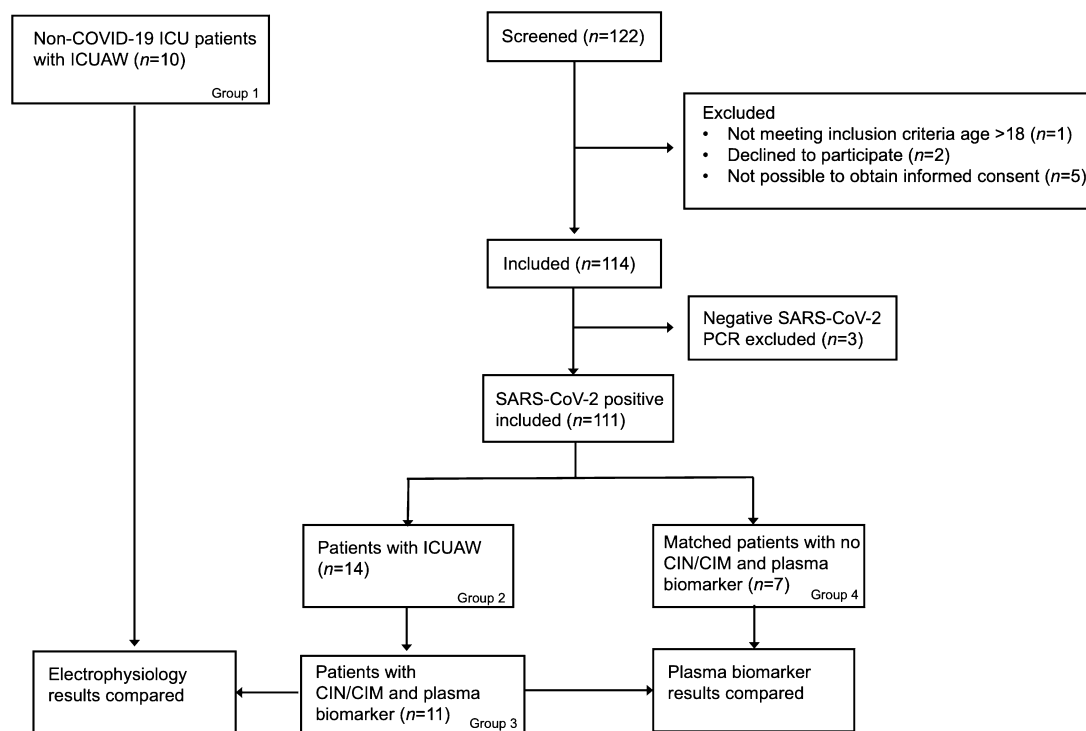 Non-COVID-19 ICU patients
with ICUAW (n=10)
Group 1
Screened (n=122)
Excluded
• Not meeting inclusion criteria age >18 (n=1)
• Declined to participate (n=2)
• Not possible to obtain informed consent (n=5)
Included (n=114)
Negative SARS-CoV-2
PCR excluded (n=3)
SARS-CoV-2 positive
included (n=111)
Patients with ICUAW
(n=14)
Group 2
Matched patients with no
CIN/CIM and plasma
biomarker (n=7)
Group 4
Electrophysiology
results compared
Patients with
CIN/CIM and plasma
biomarker (n=11)
Group 3
Plasma biomarker
results compared